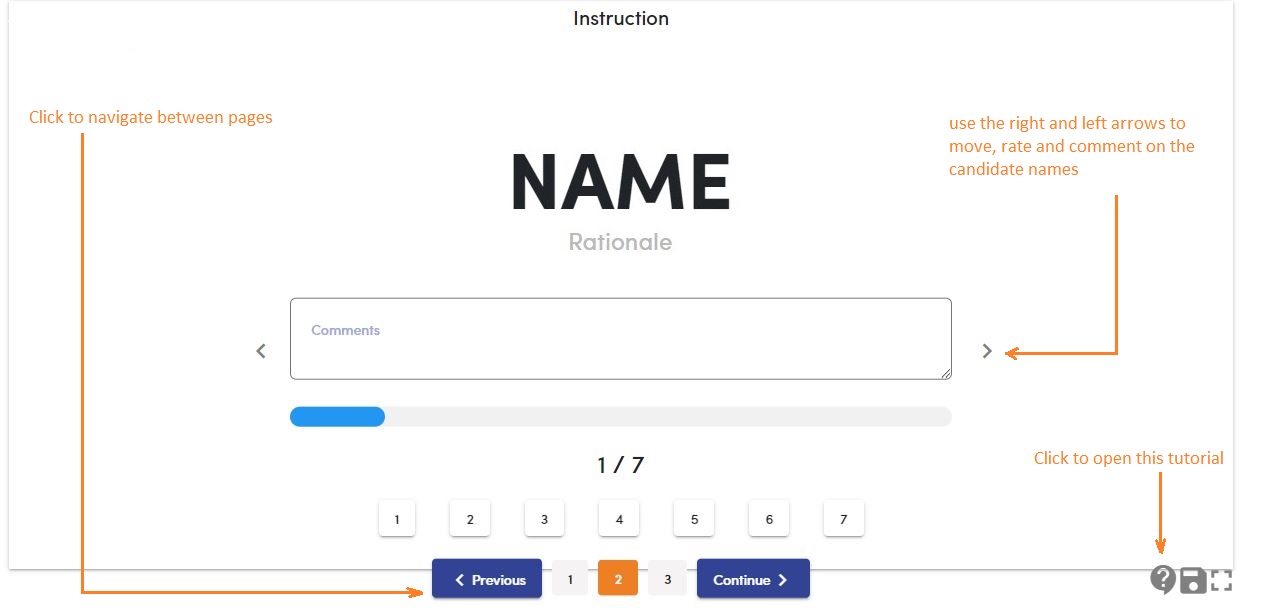 Instruction
Click to navigate between pages
use the right and left arrows to
move, rate and comment on the
candidate names
NAME
Rationale
Comments
1 / 7
Click to open this tutorial
1 2 3 4 5 6 7
Previous 1 2 3 Continue